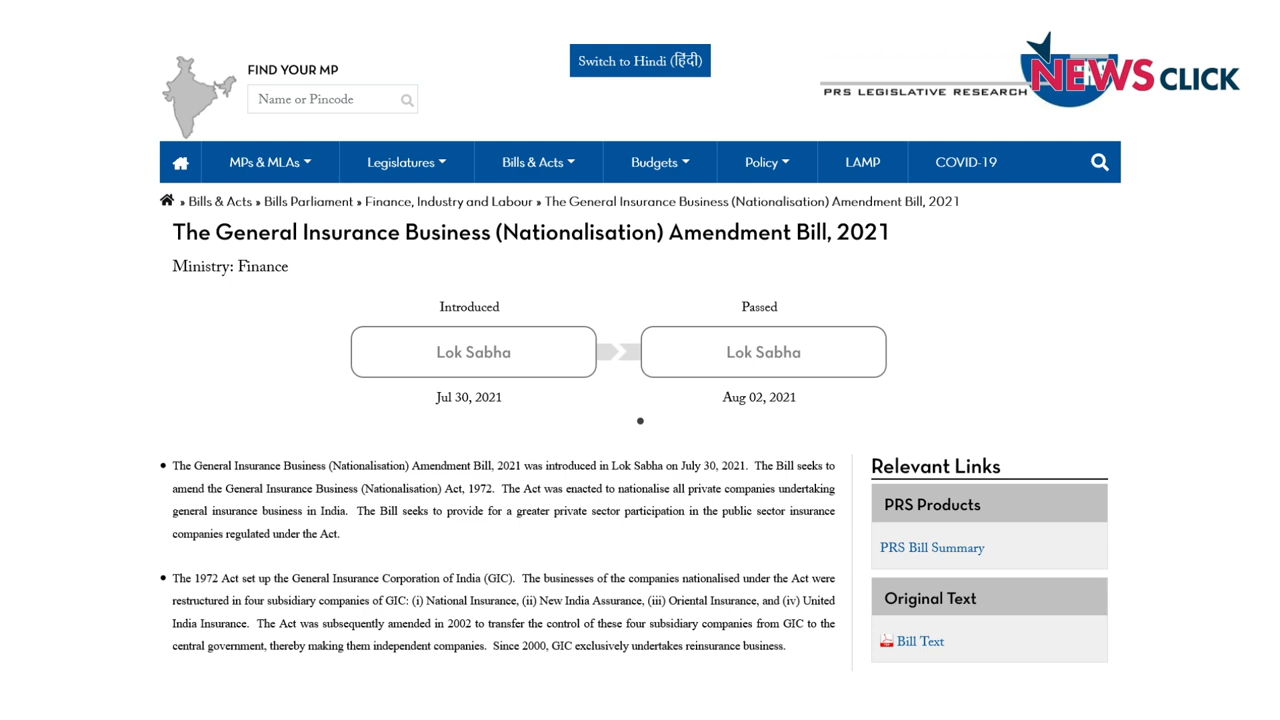 FIND YOUR MP
Name or Pincode
Switch to Hindi (हिंदी)
PRS LEGISLATIVE RESEARCH
NEWS CLICK
MPs & MLAs
Legislatures
Bills & Acts
Budgets
Policy
LAMP
COVID-19
» Bills & Acts » Bills Parliament » Finance, Industry and Labour » The General Insurance Business (Nationalisation) Amendment Bill, 2021
The General Insurance Business (Nationalisation) Amendment Bill, 2021
Ministry: Finance
Introduced
Passed
Lok Sabha
Lok Sabha
Jul 30, 2021
Aug 02, 2021
• The General Insurance Business (Nationalisation) Amendment Bill, 2021 was introduced in Lok Sabha on July 30, 2021. The Bill seeks to
amend the General Insurance Business (Nationalisation) Act, 1972. The Act was enacted to nationalise all private companies undertaking
general insurance business in India. The Bill seeks to provide for a greater private sector participation in the public sector insurance
companies regulated under the Act.
• The 1972 Act set up the General Insurance Corporation of India (GIC). The businesses of the companies nationalised under the Act were
restructured in four subsidiary companies of GIC: (i) National Insurance, (ii) New India Assurance, (iii) Oriental Insurance, and (iv) United
India Insurance. The Act was subsequently amended in 2002 to transfer the control of these four subsidiary companies from GIC to the
central government, thereby making them independent companies. Since 2000, GIC exclusively undertakes reinsurance business.
Relevant Links
PRS Products
PRS Bill Summary
Original Text
Bill Text